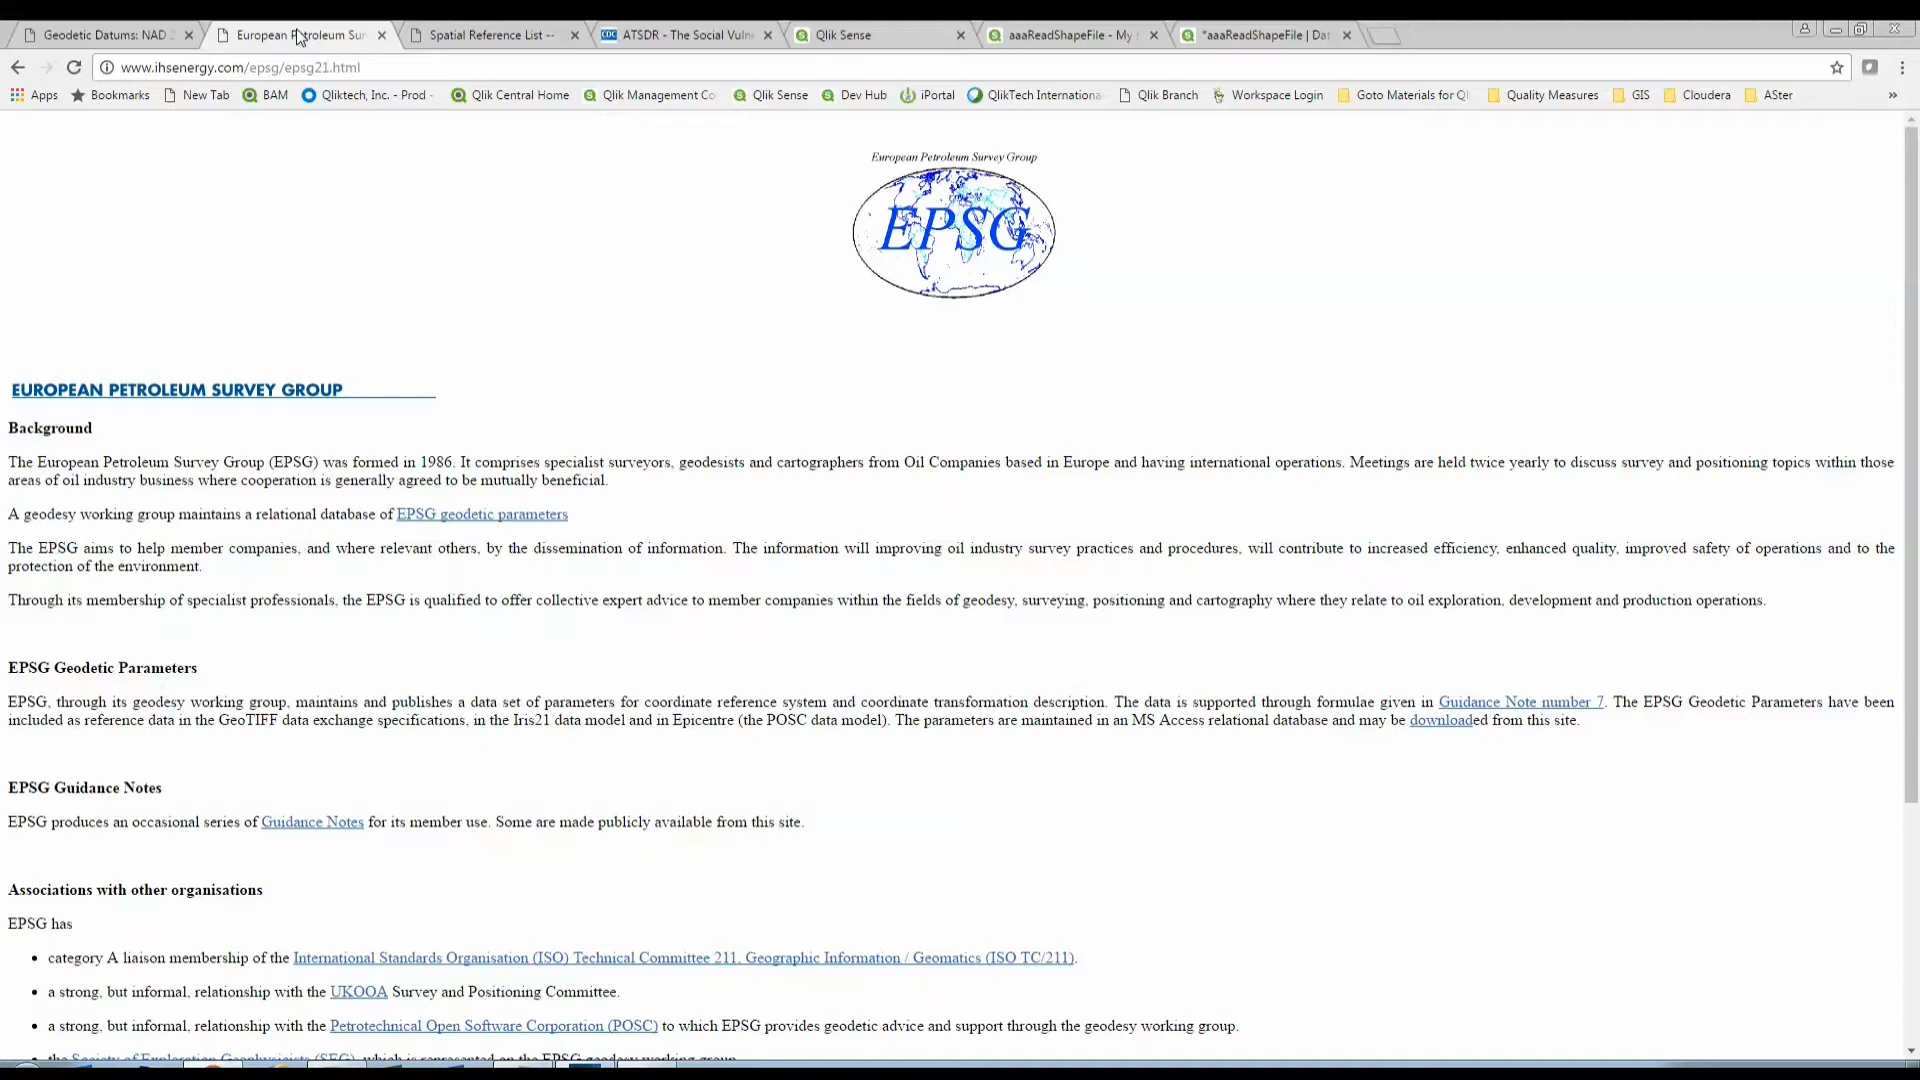 Geodetic Datums: NAD 2
European Petroleum Sur
Spatial Reference List --
CDC ATSDR - The Social Vuln
Qlik Sense
aaaReadShapeFile - My s
*aaaReadShapeFile | Dat
www.ihsenergy.com/epsg/epsg21.html
Apps Bookmarks New Tab BAM Qliktech, Inc. - Prod - Qlik Central Home Qlik Management Co Qlik Sense Dev Hub iPortal QlikTech Internationa Qlik Branch Workspace Login Goto Materials for Ql Quality Measures GIS Cloudera ASter »
European Petroleum Survey Group
EPSG
EUROPEAN PETROLEUM SURVEY GROUP
Background
The European Petroleum Survey Group (EPSG) was formed in 1986. It comprises specialist surveyors, geodesists and cartographers from Oil Companies based in Europe and having international operations. Meetings are held twice yearly to discuss survey and positioning topics within those
areas of oil industry business where cooperation is generally agreed to be mutually beneficial.
A geodesy working group maintains a relational database of EPSG geodetic parameters
The EPSG aims to help member companies, and where relevant others, by the dissemination of information. The information will improving oil industry survey practices and procedures, will contribute to increased efficiency, enhanced quality, improved safety of operations and to the
protection of the environment.
Through its membership of specialist professionals, the EPSG is qualified to offer collective expert advice to member companies within the fields of geodesy, surveying, positioning and cartography where they relate to oil exploration, development and production operations.
EPSG Geodetic Parameters
EPSG, through its geodesy working group, maintains and publishes a data set of parameters for coordinate reference system and coordinate transformation description. The data is supported through formulae given in Guidance Note number 7. The EPSG Geodetic Parameters have been
included as reference data in the GeoTIFF data exchange specifications, in the Iris21 data model and in Epicentre (the POSC data model). The parameters are maintained in an MS Access relational database and may be downloaded from this site.
EPSG Guidance Notes
EPSG produces an occasional series of Guidance Notes for its member use. Some are made publicly available from this site.
Associations with other organisations
EPSG has
• category A liaison membership of the International Standards Organisation (ISO) Technical Committee 211, Geographic Information / Geomatics (ISO TC/211).
• a strong, but informal, relationship with the UKOOA Survey and Positioning Committee.
• a strong, but informal, relationship with the Petrotechnical Open Software Corporation (POSC) to which EPSG provides geodetic advice and support through the geodesy working group.
• the Society of Exploration Geophysicists (SEG), which is represented on the EPSG geodesy working group.